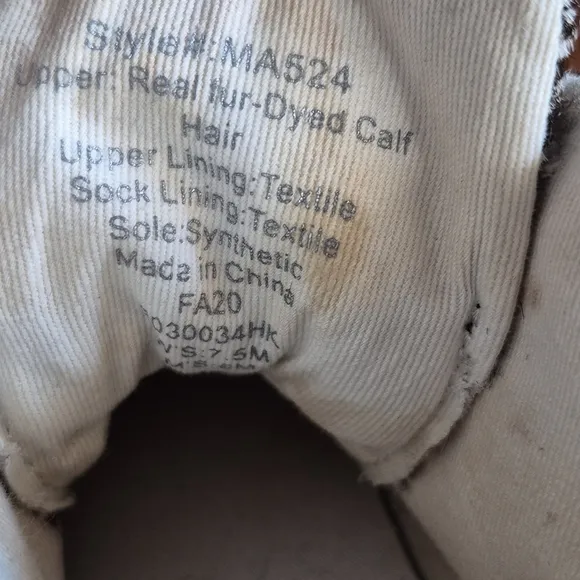 Style#:MA524
Upper: Real fur-Dyed Calf
Hair
Upper Lining:Textile
Sock Lining:Textile
Sole:Synthetic
Made in China
FA20
030034HK
W'S:7.5M